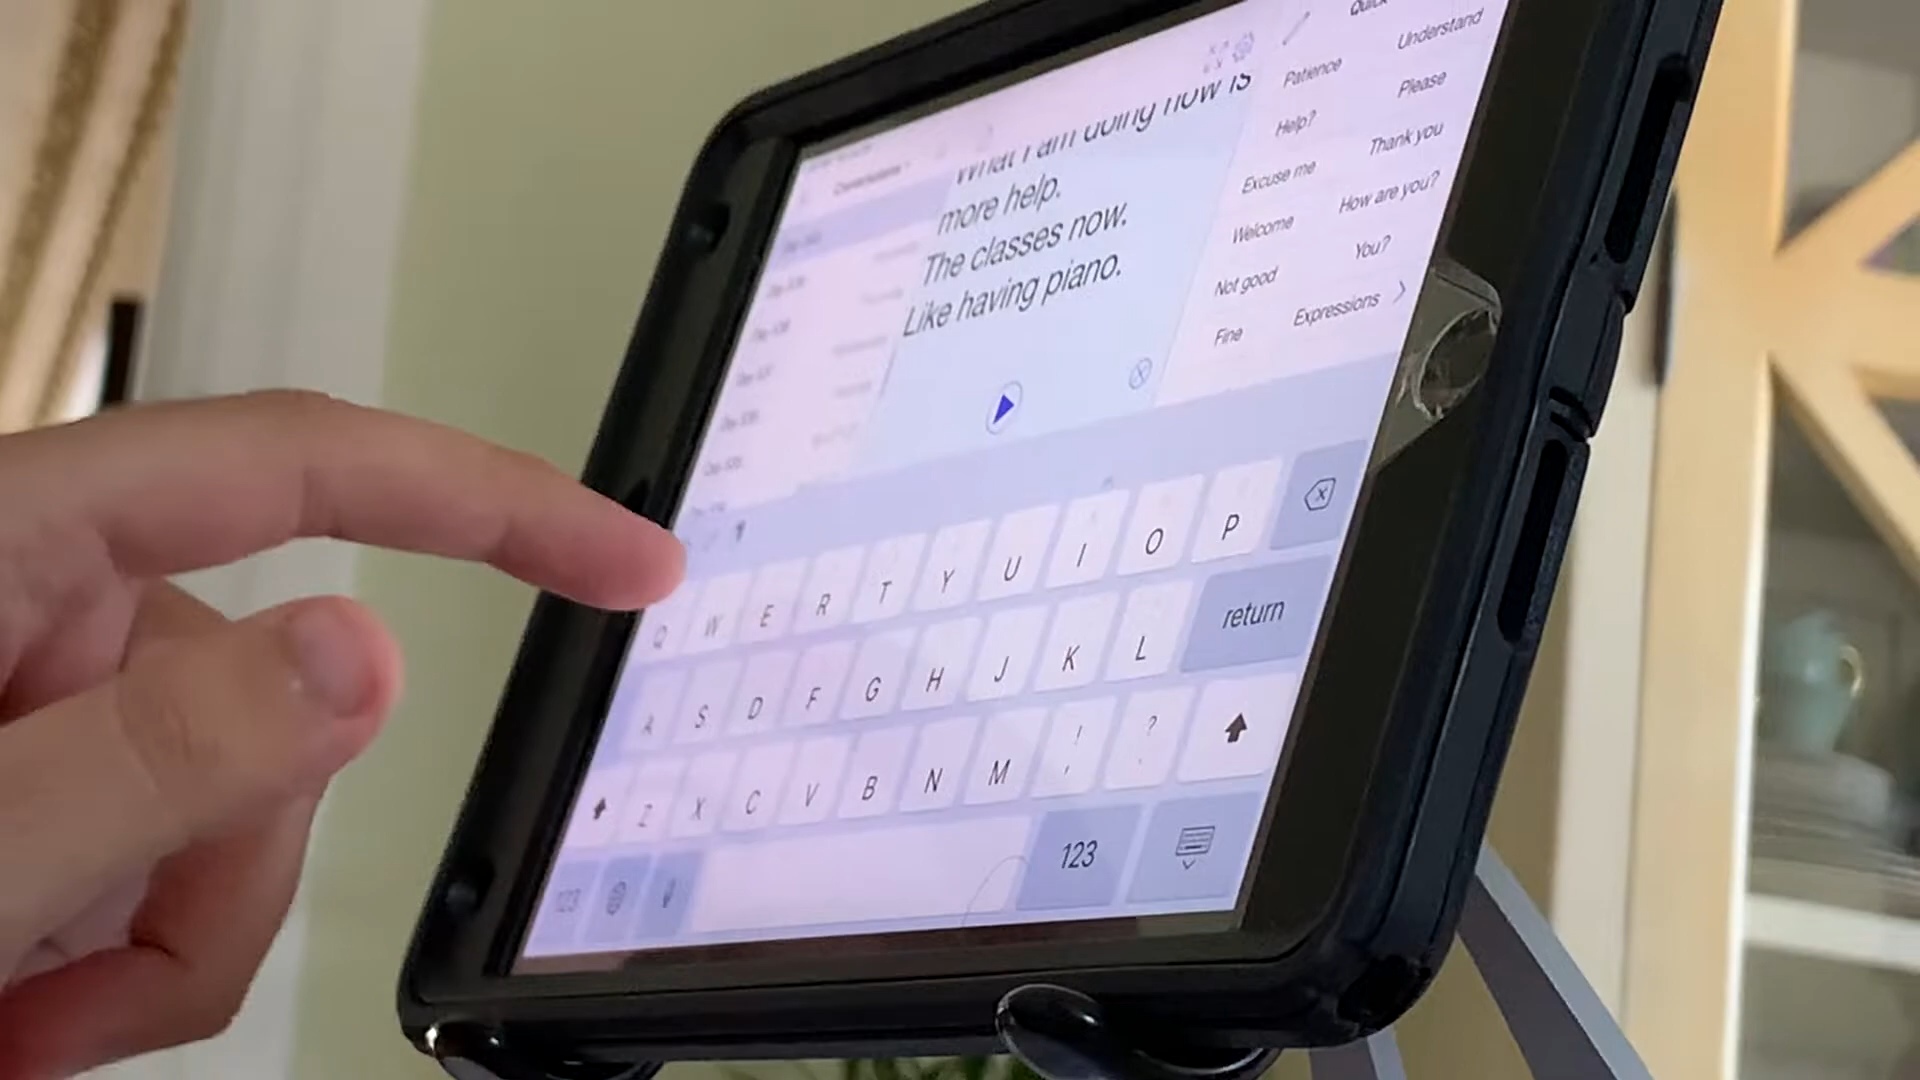 What I am doing now is
more help.
The classes now.
Like having piano.
Quick
Understand
Patience
Please
Help?
Thank you
Excuse me
How are you?
Welcome
You?
Not good
Expressions
Fine
Q W E R T Y U I O P
A S D F G H J K L return
Z X C V B N M ! , ? .
123 123